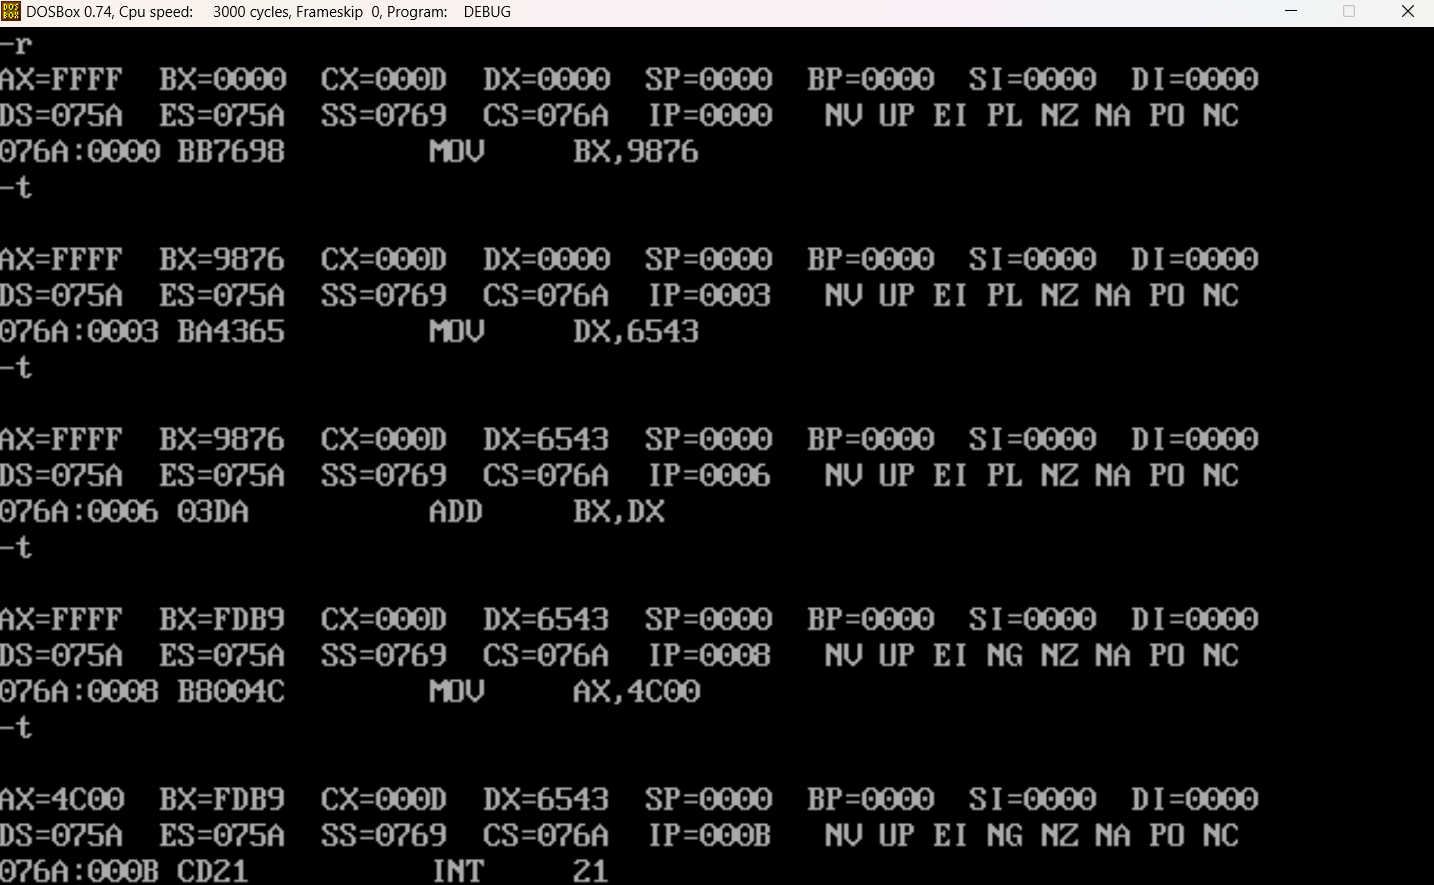 DOSBox 0.74, Cpu speed: 3000 cycles, Frameskip 0, Program: DEBUG
-r
AX=FFFF BX=0000 CX=000D DX=0000 SP=0000 BP=0000 SI=0000 DI=0000
DS=075A ES=075A SS=0769 CS=076A IP=0000 NV UP EI PL NZ NA PO NC
076A:0000 BB7698 MOV BX,9876
-t
AX=FFFF BX=9876 CX=000D DX=0000 SP=0000 BP=0000 SI=0000 DI=0000
DS=075A ES=075A SS=0769 CS=076A IP=0003 NV UP EI PL NZ NA PO NC
076A:0003 BA4365 MOV DX,6543
-t
AX=FFFF BX=9876 CX=000D DX=6543 SP=0000 BP=0000 SI=0000 DI=0000
DS=075A ES=075A SS=0769 CS=076A IP=0006 NV UP EI PL NZ NA PO NC
076A:0006 03DA ADD BX,DX
-t
AX=FFFF BX=FDB9 CX=000D DX=6543 SP=0000 BP=0000 SI=0000 DI=0000
DS=075A ES=075A SS=0769 CS=076A IP=0008 NV UP EI NG NZ NA PO NC
076A:0008 B8004C MOV AX,4C00
-t
AX=4C00 BX=FDB9 CX=000D DX=6543 SP=0000 BP=0000 SI=0000 DI=0000
DS=075A ES=075A SS=0769 CS=076A IP=000B NV UP EI NG NZ NA PO NC
076A:000B CD21 INT 21